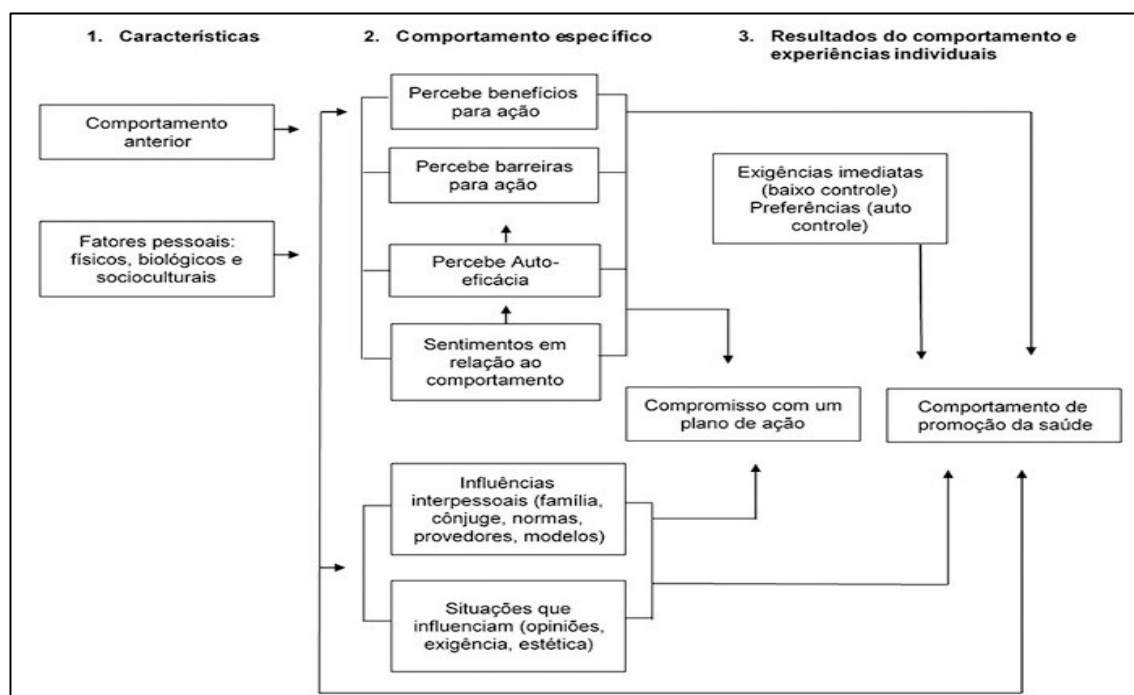 1. Características
2. Comportamento específico
3. Resultados do comportamento e
experiências individuais
Comportamento
anterior
Fatores pessoais:
físicos, biológicos e
socioculturais
Percebe benefícios
para ação
Percebe barreiras
para ação
Percebe Auto-
eficácia
Sentimentos em
relação ao
comportamento
Influências
interpessoais (família,
cônjuge, normas,
provedores, modelos)
Situações que
influenciam (opiniões,
exigência, estética)
Exigências imediatas
(baixo controle)
Preferências (auto
controle)
Compromisso com um
plano de ação
Comportamento de
promoção da saúde